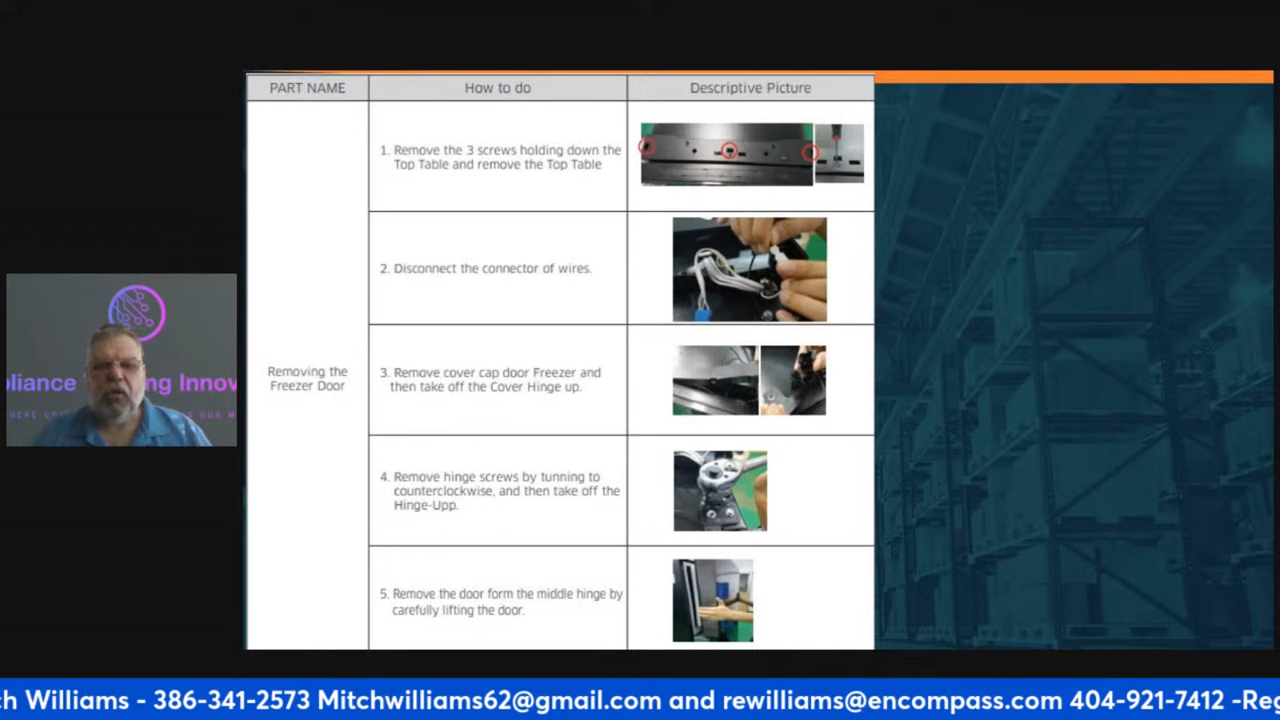 PART NAME
How to do
Descriptive Picture
1. Remove the 3 screws holding down the
Top Table and remove the Top Table
2. Disconnect the connector of wires.
Removing the
Freezer Door
3. Remove cover cap door Freezer and
then take off the Cover Hinge up.
4. Remove hinge screws by tunning to
counterclockwise, and then take off the
Hinge-Upp.
5. Remove the door form the middle hinge by
carefully lifting the door.
pliance
ng Innov
ch Williams - 386-341-2573 Mitchwilliams62@gmail.com and rewilliams@encompass.com 404-921-7412 -Reg